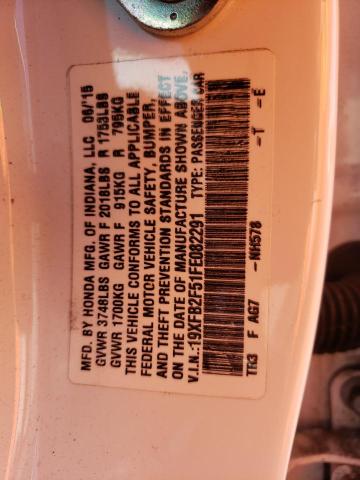 MFD. BY HONDA MFG. OF INDIANA, LLC 06/15
GVWR 3748LBS GAWR F 2018LBS R 1753LBS
GVWR 1700KG GAWR F 915KG R 795KG
THIS VEHICLE CONFORMS TO ALL APPLICABLE
FEDERAL MOTOR VEHICLE SAFETY, BUMPER,
AND THEFT PREVENTION STANDARDS IN EFFECT
ON THE DATE OF MANUFACTURE SHOWN ABOVE.
V.I.N.:19XFB2F51FE082291 TYPE: PASSENGER CAR
TR3 F AG7 -NH578 -T -E